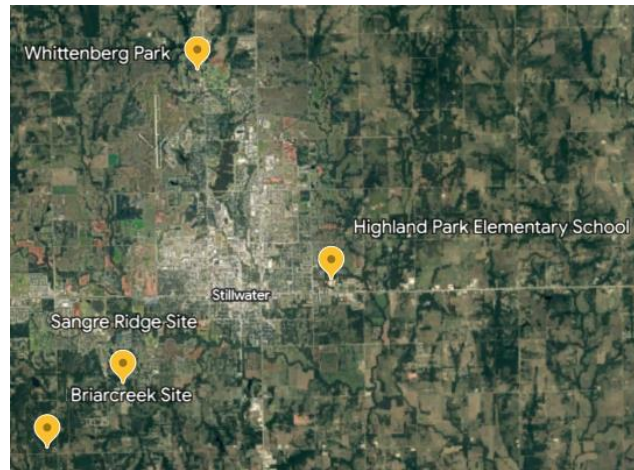 Whittenberg Park
Highland Park Elementary School
Stillwater
Sangre Ridge Site
Briarcreek Site